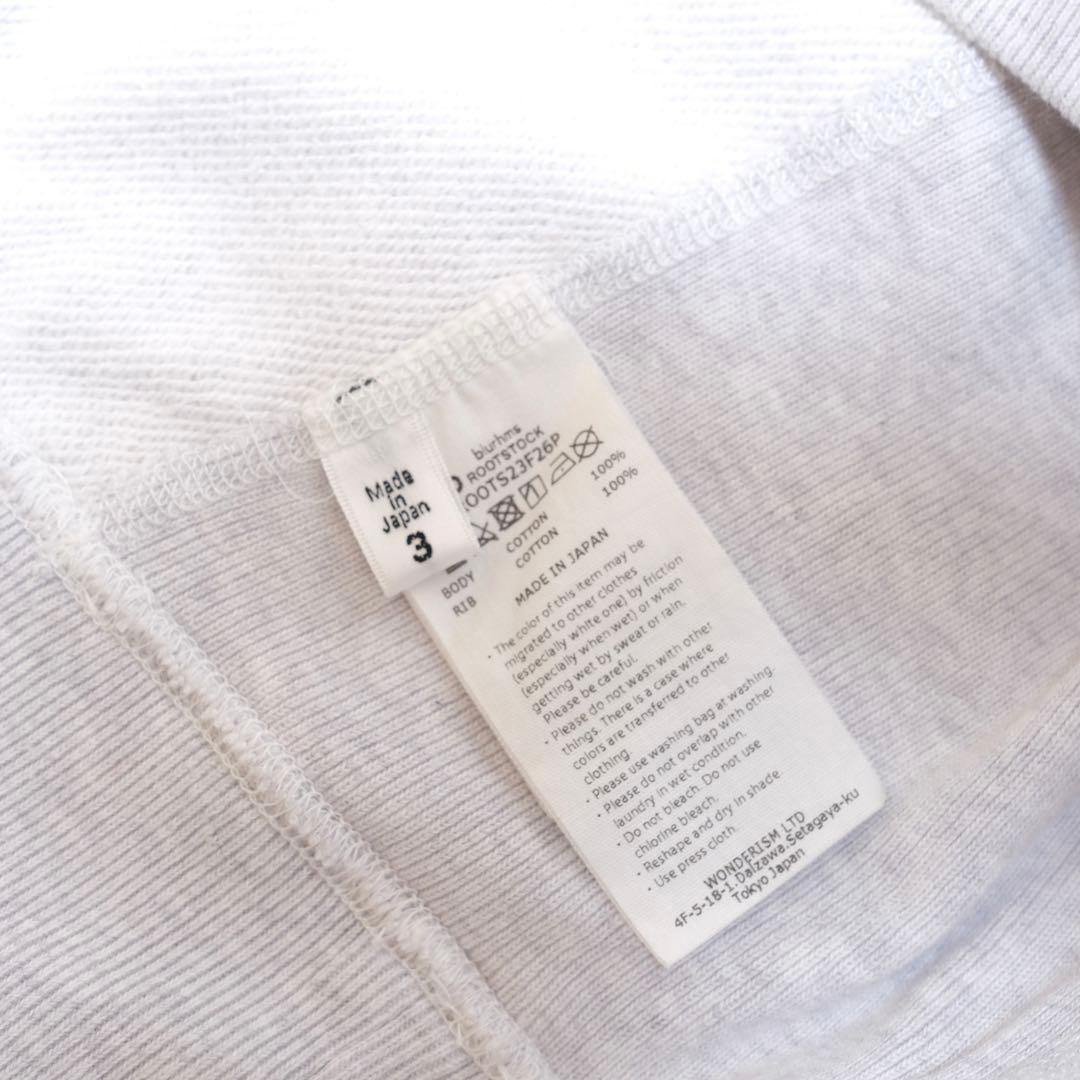 Made
in
Japan
3
blurhms
ROOTSTOCK
OOTS23F26P
BODY COTTON 100%
RIB COTTON 100%
MADE IN JAPAN
・The color of this item may be
migrated to other clothes
(especially white one) by friction
(especially when wet) or when
getting wet by sweat or rain.
Please be careful.
・Please do not wash with other
things. There is a case where
colors are transferred to other
clothing.
・Please use washing bag at washing.
・Please do not overlap with other
laundry in wet condition.
・Do not bleach. Do not use
chlorine bleach.
・Reshape and dry in shade
・Use press cloth.
WONDERISM LTD
4F-5-18-1.Daizawa.Setagaya-ku
Tokyo Japan